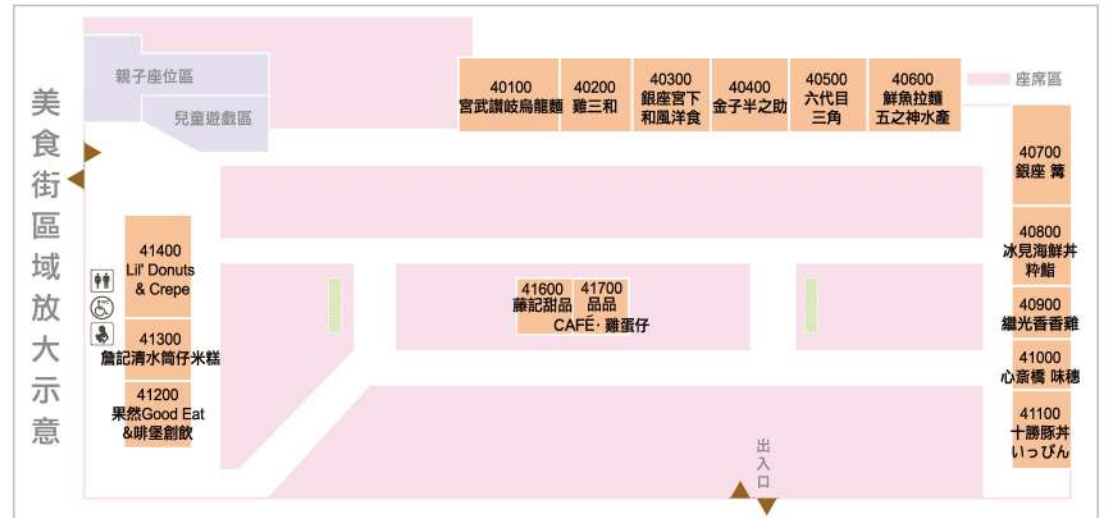 美食街區域放大示意
親子座位區
兒童遊戲區
40100
宮武讃岐烏龍麵
40200
雞三和
40300
銀座宮下
和風洋食
40400
金子半之助
40500
六代目
三角
40600
鮮魚拉麵
五之神水產
座席區
40700
銀座 篝
40800
冰見海鮮丼
粋鮨
40900
繼光香香雞
41000
心斎橋 味穗
41100
十勝豚丼
いっぴん
41400
Lil' Donuts
& Crepe
41300
詹記清水筒仔米糕
41200
果然Good Eat
&啡堡創飲
41600
藤記甜品
41700
品品
CAFÉ· 雞蛋仔
出入口